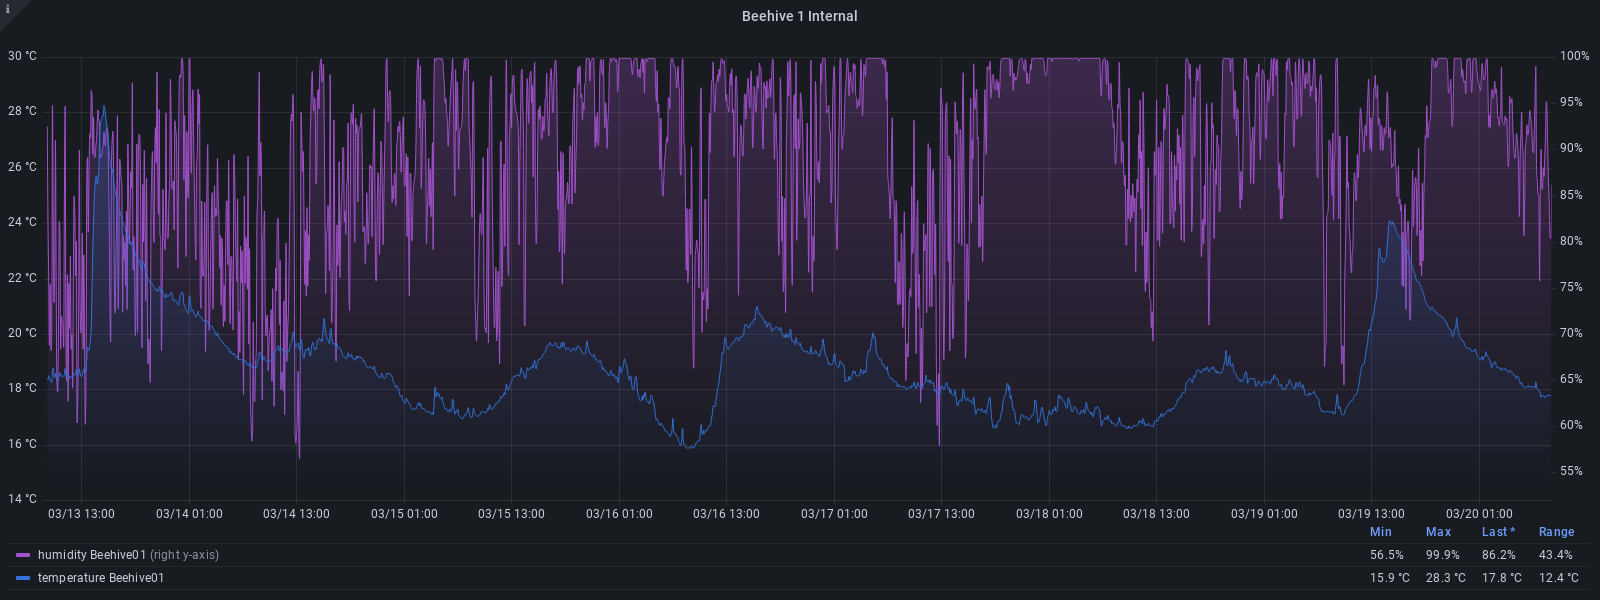 i
Beehive 1 Internal
30 °C 100%
28 °C 95%
26 °C 90%
24 °C 85%
22 °C 80%
20 °C 75%
18 °C 70%
16 °C 65%
14 °C 60%
55%
03/13 13:00 03/14 01:00 03/14 13:00 03/15 01:00 03/15 13:00 03/16 01:00 03/16 13:00 03/17 01:00 03/17 13:00 03/18 01:00 03/18 13:00 03/19 01:00 03/19 13:00 03/20 01:00
Min Max Last * Range
humidity Beehive01 (right y-axis) 56.5% 99.9% 86.2% 43.4%
temperature Beehive01 15.9 °C 28.3 °C 17.8 °C 12.4 °C